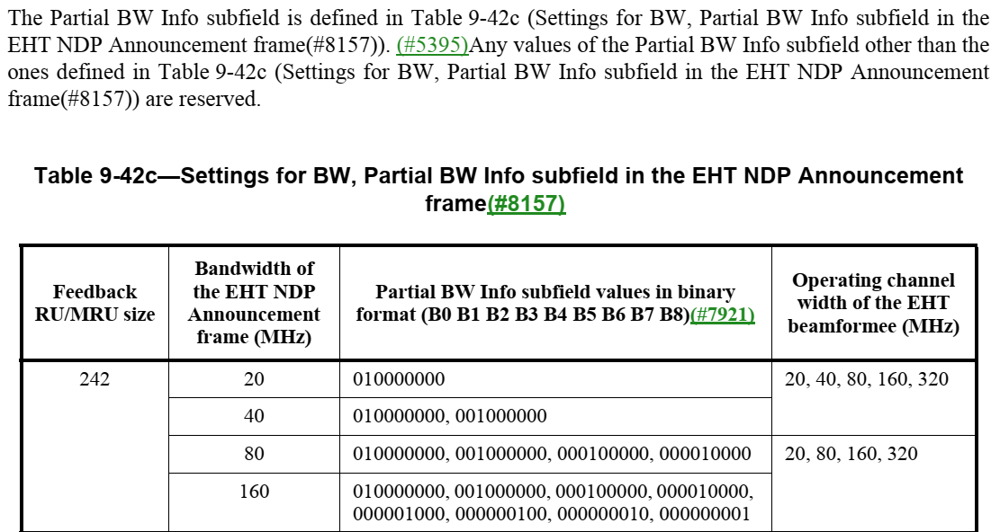 The Partial BW Info subfield is defined in Table 9-42c (Settings for BW, Partial BW Info subfield in the
EHT NDP Announcement frame(#8157)). (#5395)Any values of the Partial BW Info subfield other than the
ones defined in Table 9-42c (Settings for BW, Partial BW Info subfield in the EHT NDP Announcement
frame(#8157)) are reserved.
Table 9-42c—Settings for BW, Partial BW Info subfield in the EHT NDP Announcement
frame(#8157)
Feedback
RU/MRU size
Bandwidth of
the EHT NDP
Announcement
frame (MHz)
Partial BW Info subfield values in binary
format (B0 B1 B2 B3 B4 B5 B6 B7 B8)(#7921)
Operating channel
width of the EHT
beamformee (MHz)
242
20
010000000
20, 40, 80, 160, 320
40
010000000, 001000000
80
010000000, 001000000, 000100000, 000010000
20, 80, 160, 320
160
010000000, 001000000, 000100000, 000010000,
000001000, 000000100, 000000010, 000000001